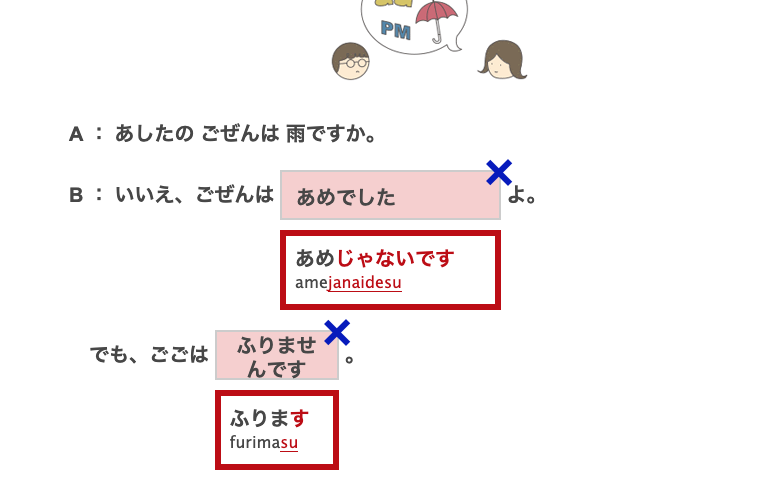 PM
A ： あしたの ごぜんは 雨ですか。
B ： いいえ、ごぜんは あめでした よ。
あめじゃないです
amejanaidesu
でも、ごごは ふりませ
んです 。
ふります
furimasu